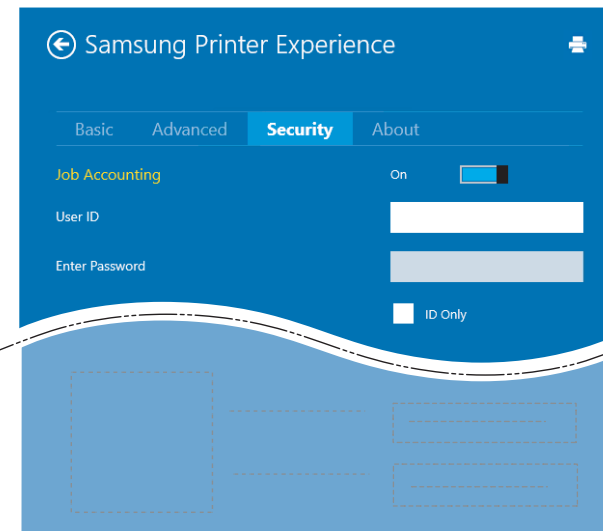 Samsung Printer Experience
Basic Advanced Security About
Job Accounting On
User ID
Enter Password
ID Only